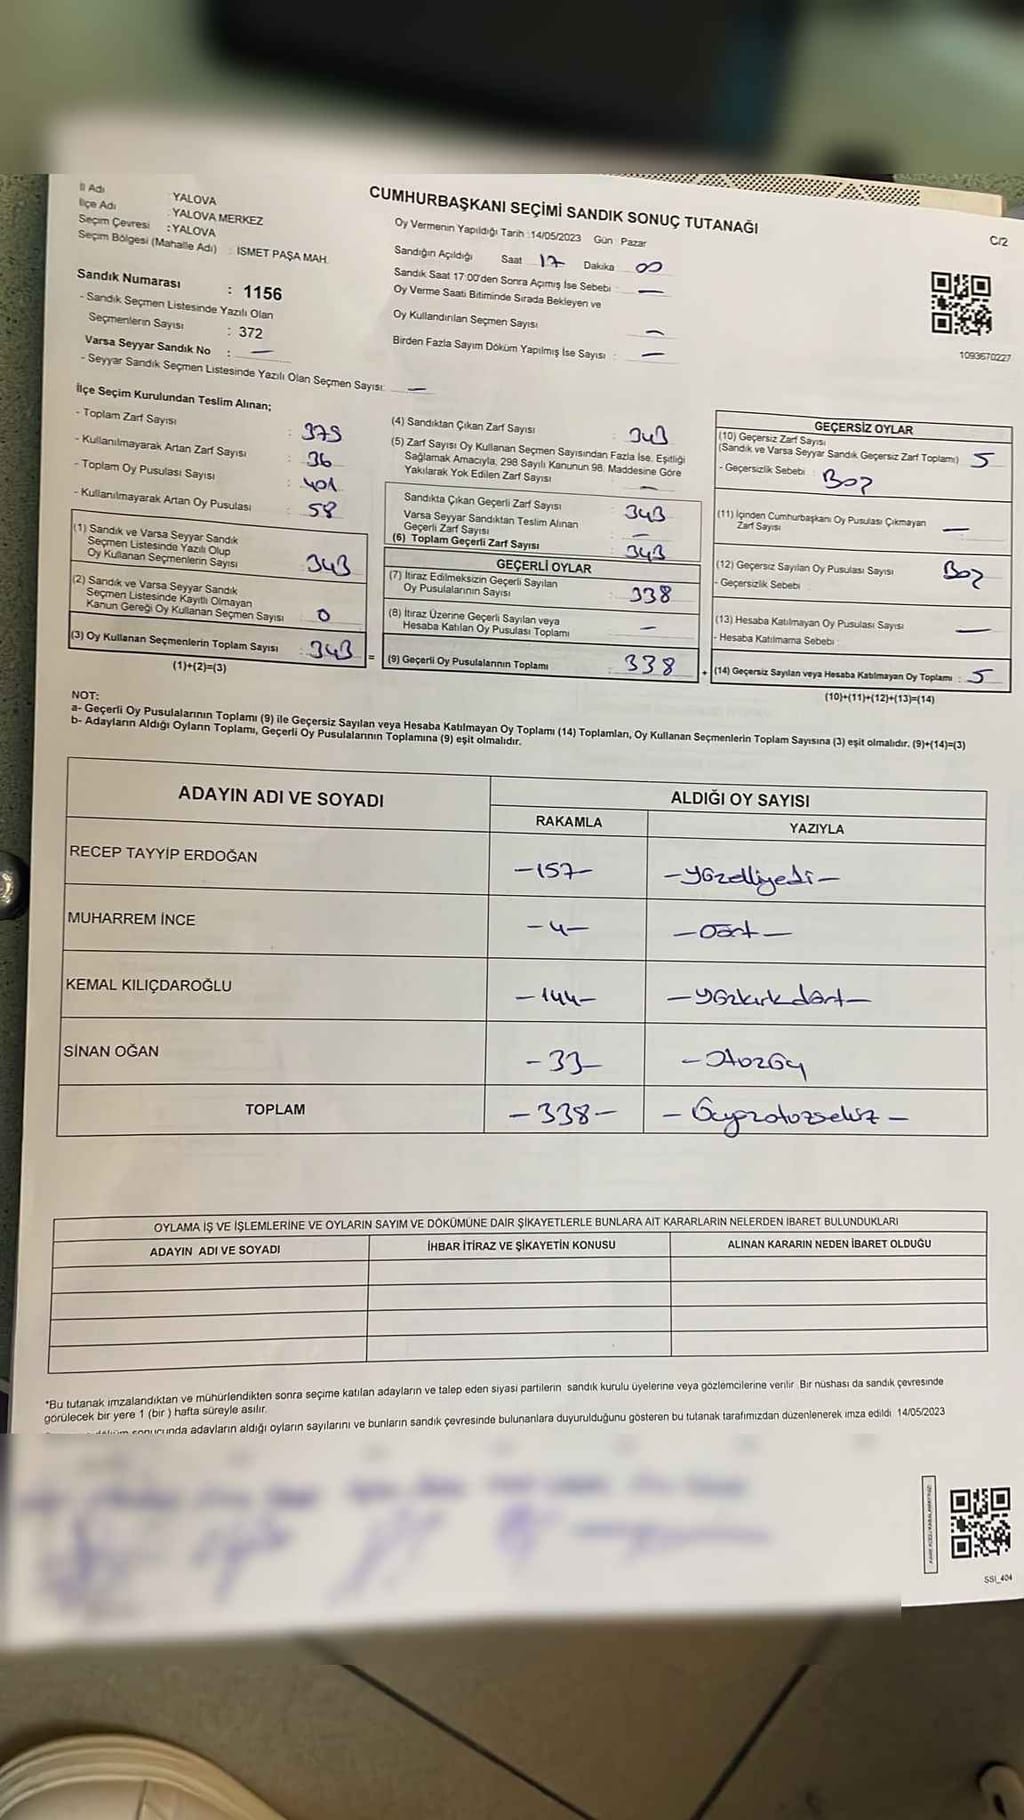 CUMHURBAŞKANI SEÇİMİ SANDIK SONUÇ TUTANAĞI
C/2
İl Adı : YALOVA
İlçe Adı : YALOVA MERKEZ
Seçim Çevresi : YALOVA
Seçim Bölgesi (Mahalle Adı) : İSMET PAŞA MAH.
Sandık Numarası : 1156
- Sandık Seçmen Listesinde Yazılı Olan
Seçmenlerin Sayısı : 372
Varsa Seyyar Sandık No : —
- Seyyar Sandık Seçmen Listesinde Yazılı Olan Seçmen Sayısı: —
Oy Vermenin Yapıldığı Tarih :14/05/2023 Gün Pazar
Sandığın Açıldığı Saat 17 Dakika 00
Sandık Saat 17:00'den Sonra Açılmış İse Sebebi : —
Oy Verme Saati Bitiminde Sırada Bekleyen ve
Oy Kullandırılan Seçmen Sayısı —
Birden Fazla Sayım Döküm Yapılmış İse Sayısı : —
1093670227
İlçe Seçim Kurulundan Teslim Alınan;
- Toplam Zarf Sayısı : 379
- Kullanılmayarak Artan Zarf Sayısı : 36
- Toplam Oy Pusulası Sayısı : 401
- Kullanılmayarak Artan Oy Pusulası : 58
(1) Sandık ve Varsa Seyyar Sandık
Seçmen Listesinde Yazılı Olup
Oy Kullanan Seçmenlerin Sayısı : 343
(2) Sandık ve Varsa Seyyar Sandık
Seçmen Listesinde Kayıtlı Olmayan
Kanun Gereği Oy Kullanan Seçmen Sayısı : 0
(3) Oy Kullanan Seçmenlerin Toplam Sayısı : 343 =
(1)+(2)=(3)
(4) Sandıktan Çıkan Zarf Sayısı : 343
(5) Zarf Sayısı Oy Kullanan Seçmen Sayısından Fazla İse, Eşitliği
Sağlamak Amacıyla, 298 Sayılı Kanunun 98. Maddesine Göre
Yakılarak Yok Edilen Zarf Sayısı —
Sandıkta Çıkan Geçerli Zarf Sayısı : 343
Varsa Seyyar Sandıktan Teslim Alınan
Geçerli Zarf Sayısı : —
(6) Toplam Geçerli Zarf Sayısı : 343
GEÇERLİ OYLAR
(7) İtiraz Edilmeksizin Geçerli Sayılan
Oy Pusulalarının Sayısı : 338
(8) İtiraz Üzerine Geçerli Sayılan veya
Hesaba Katılan Oy Pusulası Toplamı : —
(9) Geçerli Oy Pusulalarının Toplamı : 338 +
GEÇERSİZ OYLAR
(10) Geçersiz Zarf Sayısı
(Sandık ve Varsa Seyyar Sandık Geçersiz Zarf Toplamı) 5
- Geçersizlik Sebebi : Boş
(11) İçinden Cumhurbaşkanı Oy Pusulası Çıkmayan
Zarf Sayısı —
(12) Geçersiz Sayılan Oy Pusulası Sayısı Boş
- Geçersizlik Sebebi :
(13) Hesaba Katılmayan Oy Pusulası Sayısı —
- Hesaba Katılmama Sebebi :
(14) Geçersiz Sayılan veya Hesaba Katılmayan Oy Toplamı : 5
(10)+(11)+(12)+(13)=(14)
NOT:
a- Geçerli Oy Pusulalarının Toplamı (9) ile Geçersiz Sayılan veya Hesaba Katılmayan Oy Toplamı (14) Toplamları, Oy Kullanan Seçmenlerin Toplam Sayısına (3) eşit olmalıdır. (9)+(14)=(3)
b- Adayların Aldığı Oyların Toplamı, Geçerli Oy Pusulalarının Toplamına (9) eşit olmalıdır.
ADAYIN ADI VE SOYADI
ALDIĞI OY SAYISI
RAKAMLA
YAZIYLA
RECEP TAYYİP ERDOĞAN —157— —yüzelliyedi—
MUHARREM İNCE —4— —Dört—
KEMAL KILIÇDAROĞLU —144— —yüzkırkdört—
SİNAN OĞAN —33— —Otuzüç
TOPLAM —338— —Üçyüzotuzsekiz—
OYLAMA İŞ VE İŞLEMLERİNE VE OYLARIN SAYIM VE DÖKÜMÜNE DAİR ŞİKAYETLERLE BUNLARA AİT KARARLARIN NELERDEN İBARET BULUNDUKLARI
ADAYIN ADI VE SOYADI
İHBAR İTİRAZ VE ŞİKAYETİN KONUSU
ALINAN KARARIN NEDEN İBARET OLDUĞU
*Bu tutanak imzalandıktan ve mühürlendikten sonra seçime katılan adayların ve talep eden siyasi partilerin sandık kurulu üyelerine veya gözlemcilerine verilir. Bir nüshası da sandık çevresinde
görülecek bir yere 1 (bir ) hafta süreyle asılır.
sonucunda adayların aldığı oyların sayılarını ve bunların sandık çevresinde bulunanlara duyurulduğunu gösteren bu tutanak tarafımızdan düzenlenerek imza edildi 14/05/2023
SSI_404